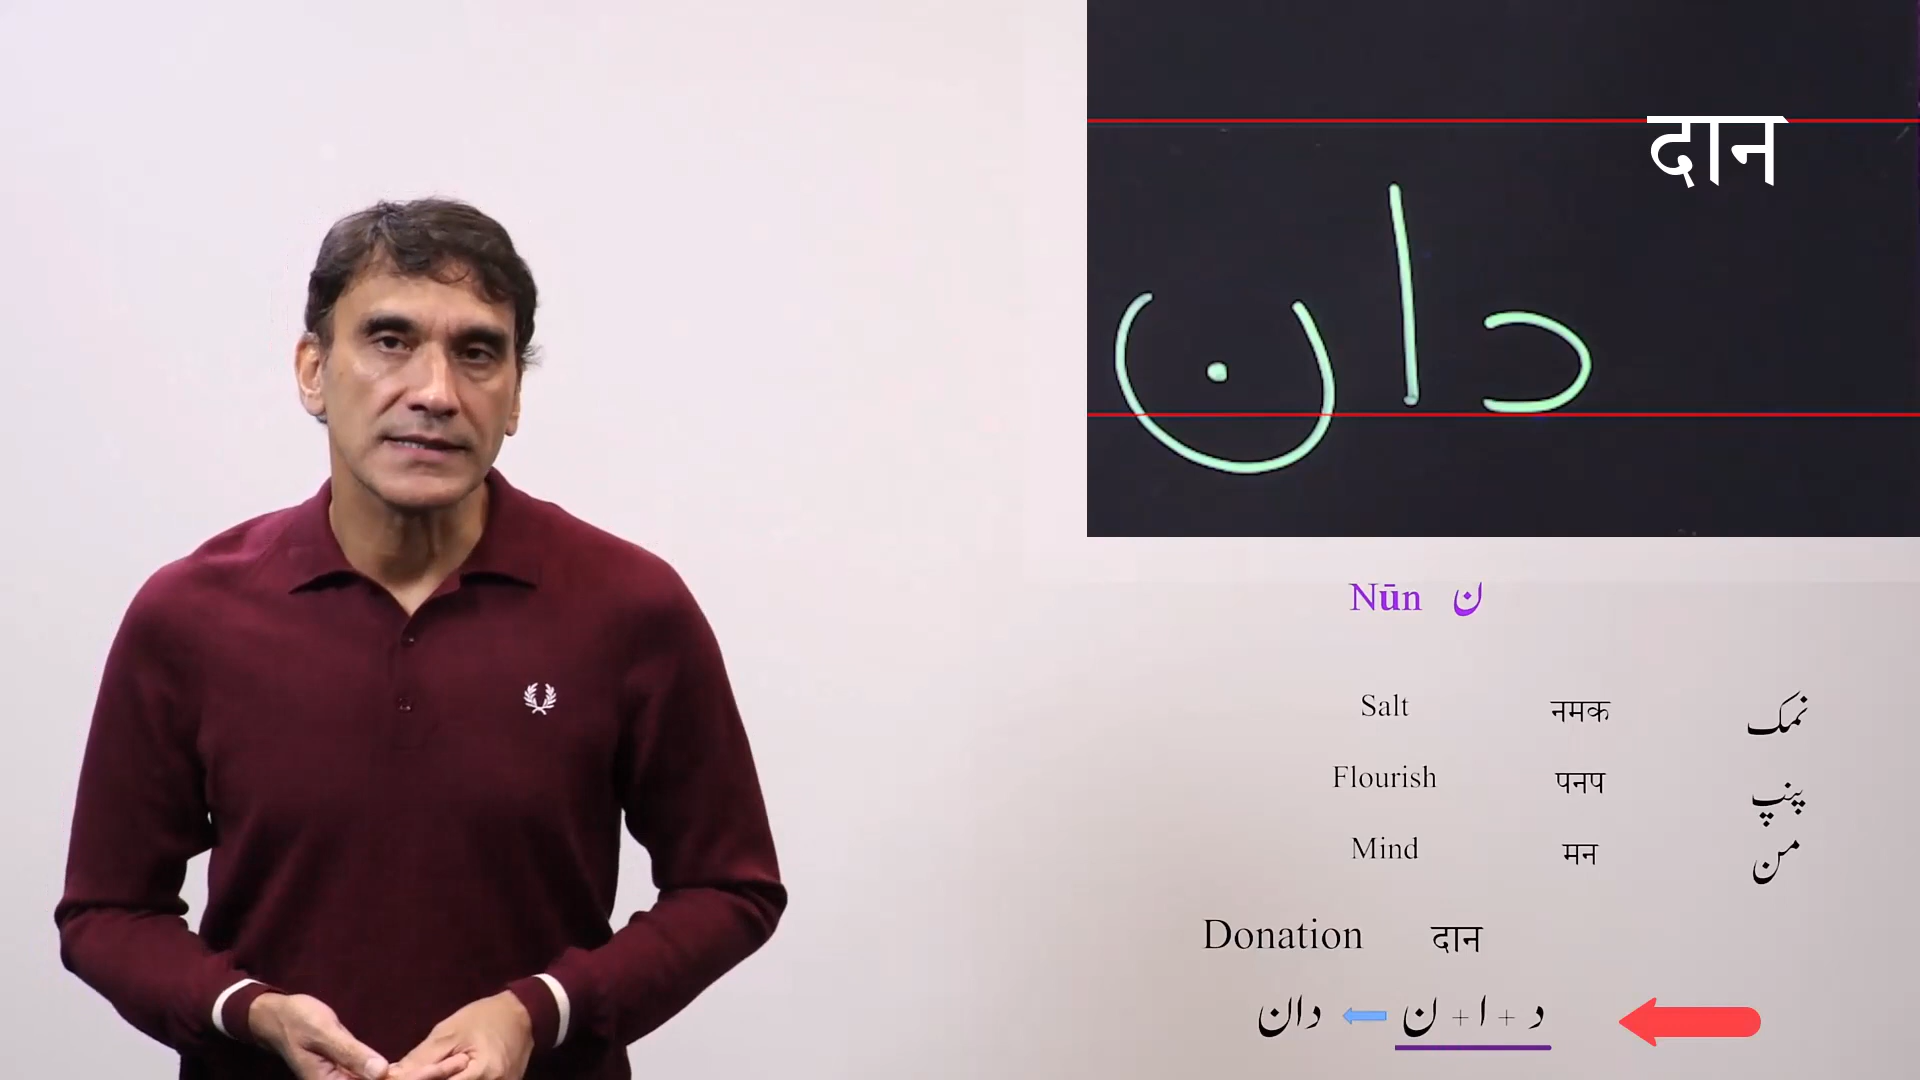 दान
دان
Nūn ن
Salt नमक نمک
Flourish पनप پنپ
Mind मन من
Donation दान
د + ا + ن دان